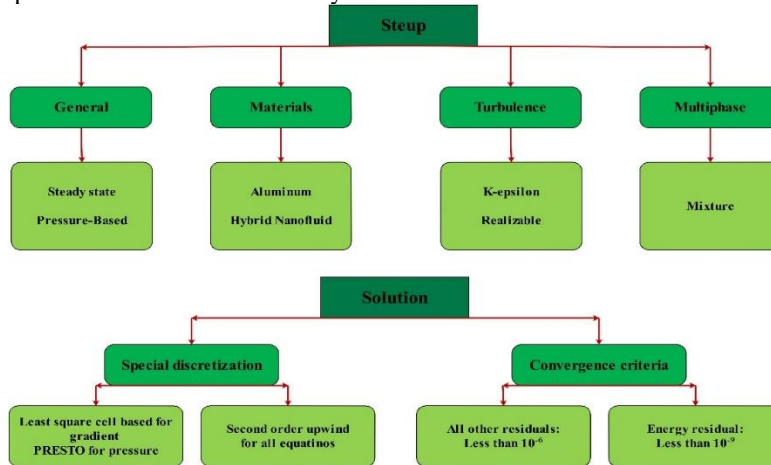 Steup
General
Materials
Turbulence
Multiphase
Steady state
Pressure-Based
Aluminum
Hybrid Nanofluid
K-epsilon
Realizable
Mixture
Solution
Special discretization
Convergence criteria
Least square cell based for
gradient
PRESTO for pressure
Second order upwind
for all equatinos
All other residuals:
Less than 10⁻⁶
Energy residual:
Less than 10⁻⁹